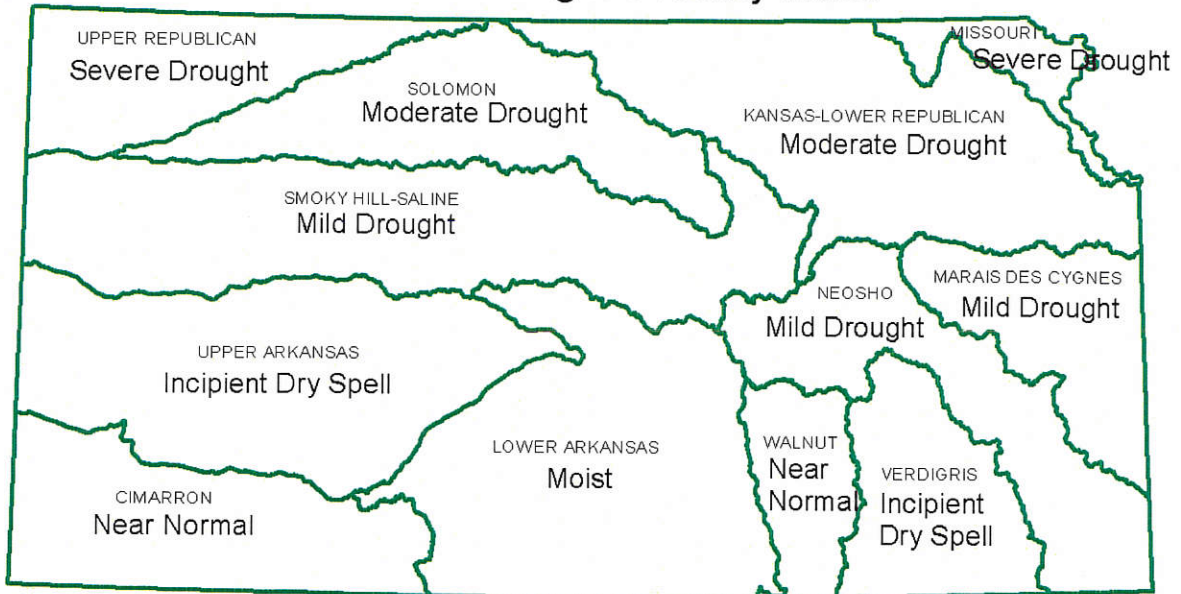 UPPER REPUBLICAN
Severe Drought
MISSOURI
Severe Drought
SOLOMON
Moderate Drought
KANSAS-LOWER REPUBLICAN
Moderate Drought
SMOKY HILL-SALINE
Mild Drought
MARAIS DES CYGNES
Mild Drought
NEOSHO
Mild Drought
UPPER ARKANSAS
Incipient Dry Spell
LOWER ARKANSAS
Moist
WALNUT
Near
Normal
VERDIGRIS
Incipient
Dry Spell
CIMARRON
Near Normal